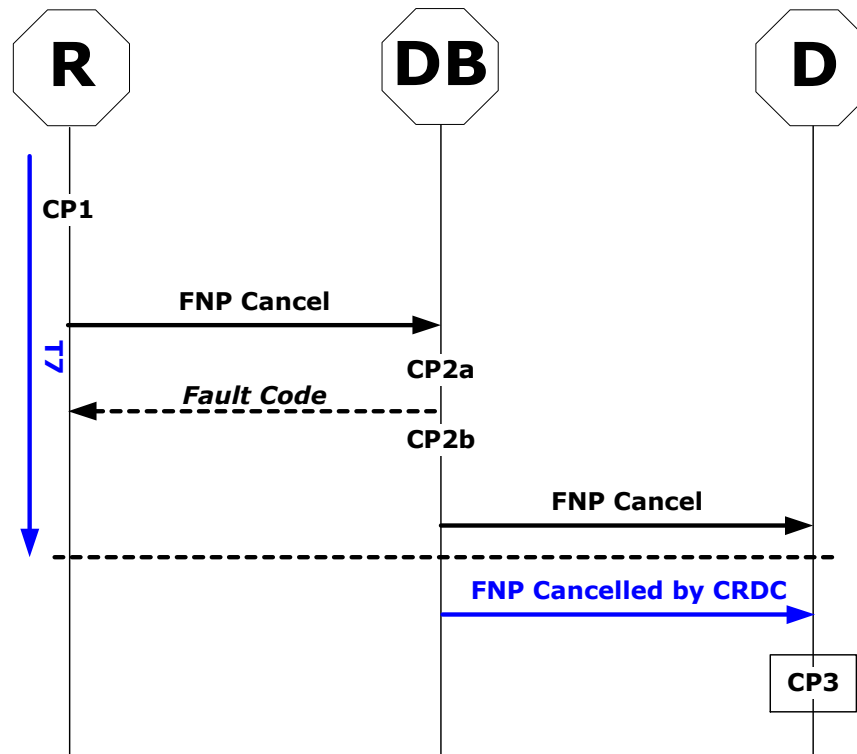 R
DB
D
CP1
FNP Cancel
T7
CP2a
Fault Code
CP2b
FNP Cancel
FNP Cancelled by CRDC
CP3